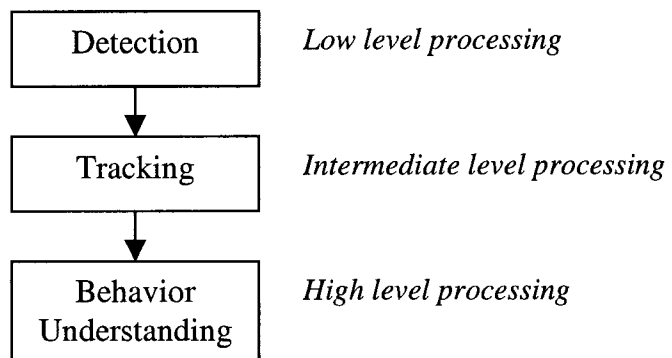 Detection
Low level processing
Tracking
Intermediate level processing
Behavior
Understanding
High level processing